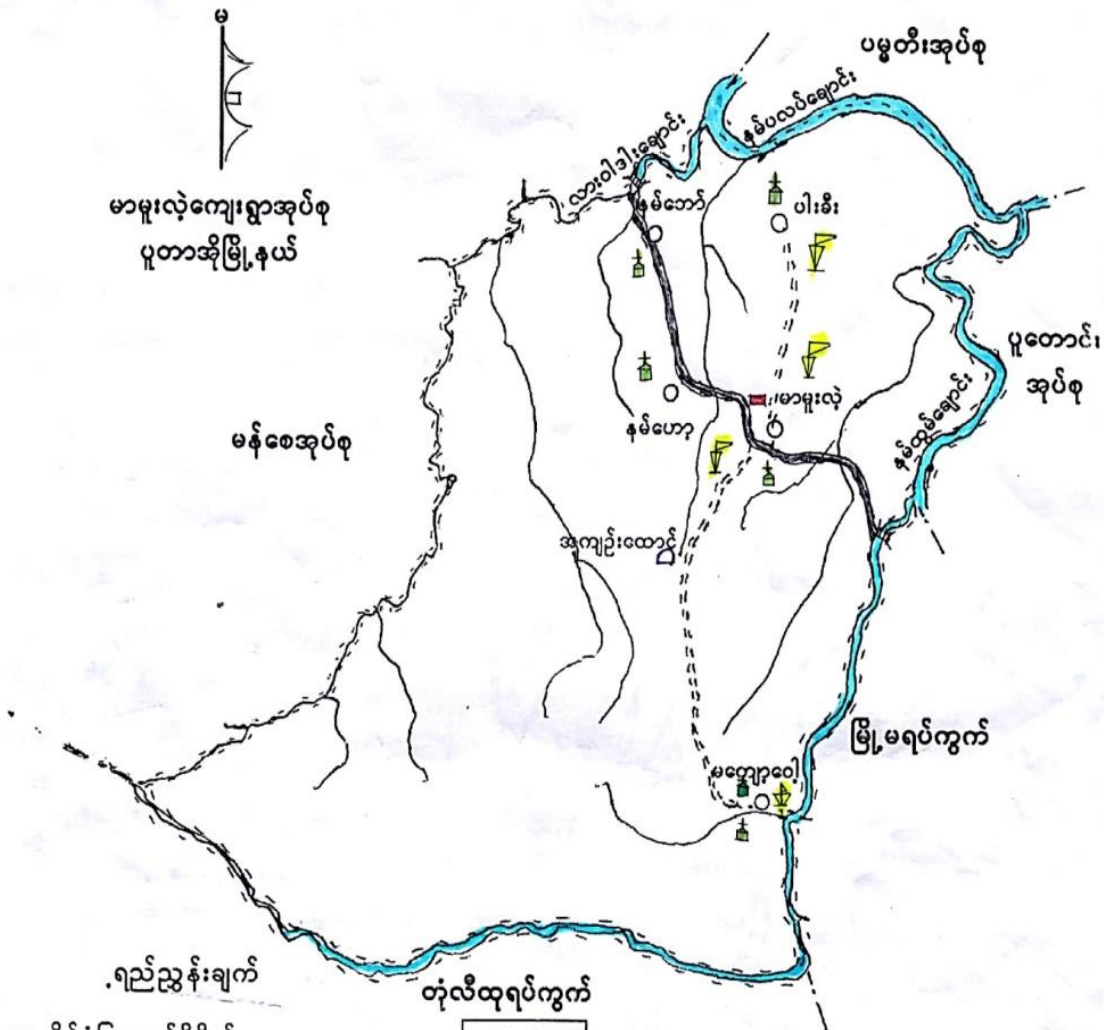 မ
ပမ္မတီးအုပ်စု
နမ်ပလပ်ချောင်း
လားဝါဒါးချောင်း
မာမူးလဲ့ကျေးရွာအုပ်စု
ပူတာအိုမြို့နယ်
နမ်ဘော်
ပါးခီး
ပူတောင်း
အုပ်စု
မာမူးလဲ့
နမ်ဟော့
နမ်ထွမ်ချောင်း
မန်စေအုပ်စု
အကျဉ်းထောင်
မြို့မရပ်ကွက်
မကျော့ဝေါ့
ရည်ညွှန်းချက်
တုံလီထုရပ်ကွက်